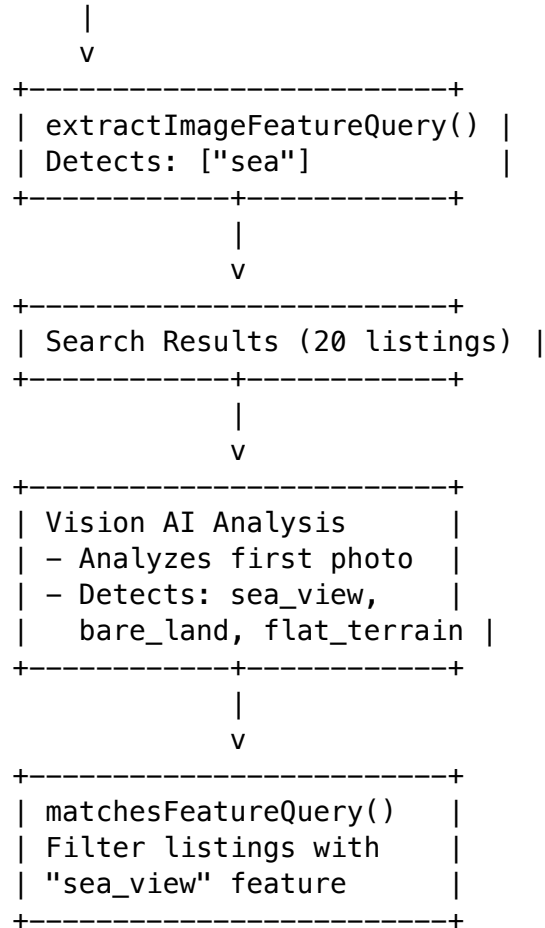 |
v
+-------------------------+
| extractImageFeatureQuery() |
| Detects: ["sea"]            |
+------------+------------+
             |
             v
+-------------------------+
| Search Results (20 listings) |
+------------+------------+
             |
             v
+-------------------------+
| Vision AI Analysis       |
| - Analyzes first photo   |
| - Detects: sea_view,     |
|   bare_land, flat_terrain |
+------------+------------+
             |
             v
+-------------------------+
| matchesFeatureQuery()    |
| Filter listings with     |
| "sea_view" feature       |
+-------------------------+